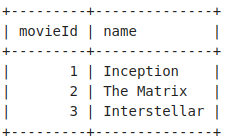 +---------+--------------+
| movieId | name         |
+---------+--------------+
|       1 | Inception    |
|       2 | The Matrix   |
|       3 | Interstellar |
+---------+--------------+